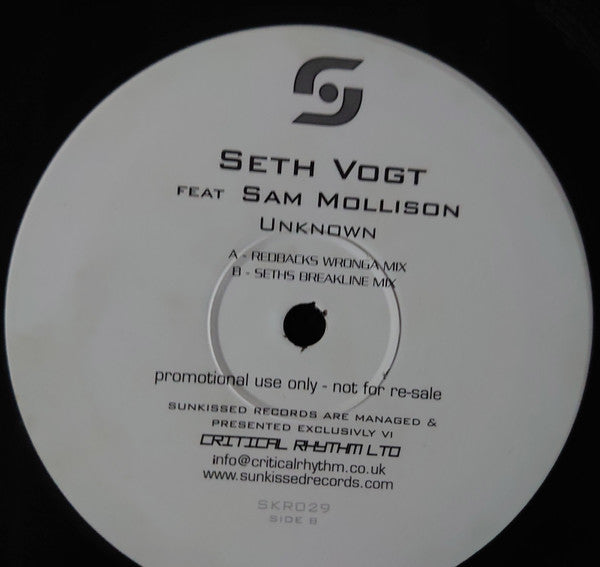 SETH VOGT
FEAT SAM MOLLISON
UNKNOWN
A - REDBACKS WRONGA MIX
B - SETHS BREAKLINE MIX
promotional use only - not for re-sale
SUNKISSED RECORDS ARE MANAGED &
PRESENTED EXCLUSIVLY VI
CRITICAL RHYTHM LTD
info@criticalrhythm.co.uk
www.sunkissedrecords.com
SKR029
SIDE B